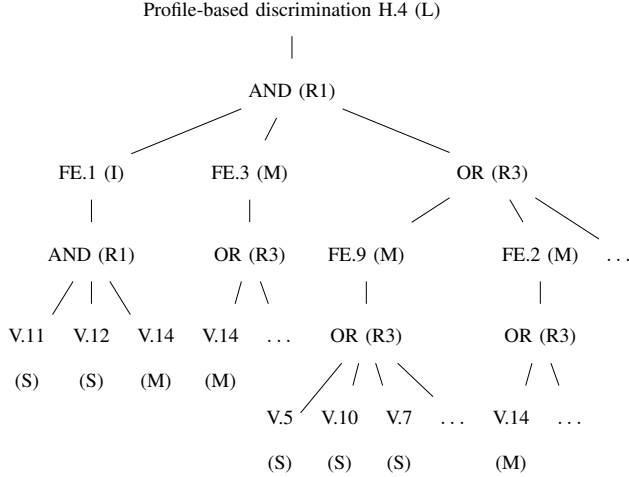 Profile-based discrimination H.4 (L)
AND (R1)
FE.1 (I) FE.3 (M) OR (R3)
AND (R1) OR (R3) FE.9 (M) FE.2 (M) . . .
V.11 V.12 V.14 V.14 . . . OR (R3) OR (R3)
(S) (S) (M) (M)
V.5 V.10 V.7 . . . V.14 . . .
(S) (S) (S) (M)